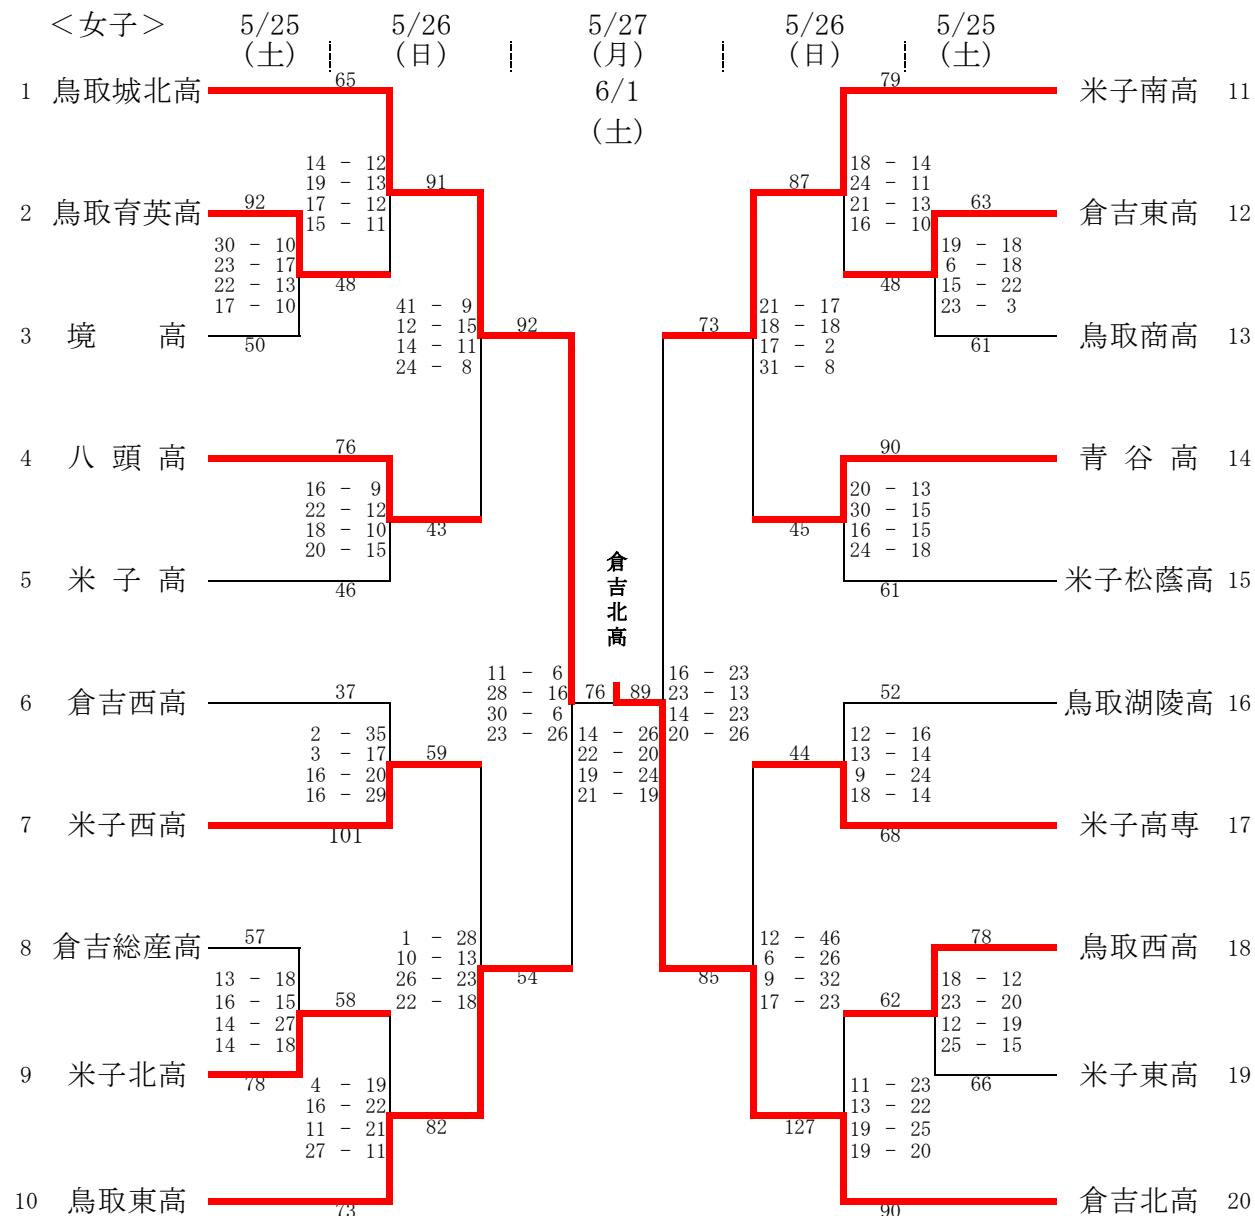 ＜女子＞
5/25 5/26 5/27 5/26 5/25
（土） （日） （月） （日） （土）
6/1
（土）
1 鳥取城北高 65
14 - 12
19 - 13
17 - 12
15 - 11
91
2 鳥取育英高 92
30 - 10
23 - 17
22 - 13
17 - 10
48
3 境 高 50
41 - 9
12 - 15
14 - 11
24 - 8
92
4 八頭高 76
16 - 9
22 - 12
18 - 10
20 - 15
43
5 米子高 46
11 - 6
28 - 16
30 - 6
23 - 26
6 倉吉西高 37
2 - 35
3 - 17
16 - 20
16 - 29
59
7 米子西高 101
8 倉吉総産高 57
13 - 18
16 - 15
14 - 27
14 - 18
58
1 - 28
10 - 13
26 - 23
22 - 18
54
9 米子北高 78
4 - 19
16 - 22
11 - 21
27 - 11
82
10 鳥取東高 73
倉吉北高
76 89
14 - 26
22 - 20
19 - 24
21 - 19
79 米子南高 11
18 - 14
24 - 11
21 - 13
16 - 10
87
63 倉吉東高 12
19 - 18
6 - 18
15 - 22
23 - 3
48
61 鳥取商高 13
21 - 17
18 - 18
17 - 2
31 - 8
73
90 青谷高 14
20 - 13
30 - 15
16 - 15
24 - 18
45
61 米子松蔭高 15
16 - 23
23 - 13
14 - 23
20 - 26
52 鳥取湖陵高 16
12 - 16
13 - 14
9 - 24
18 - 14
44
68 米子高専 17
12 - 46
6 - 26
9 - 32
17 - 23
85
78 鳥取西高 18
18 - 12
23 - 20
12 - 19
25 - 15
62
66 米子東高 19
11 - 23
13 - 22
19 - 25
19 - 20
127
90 倉吉北高 20